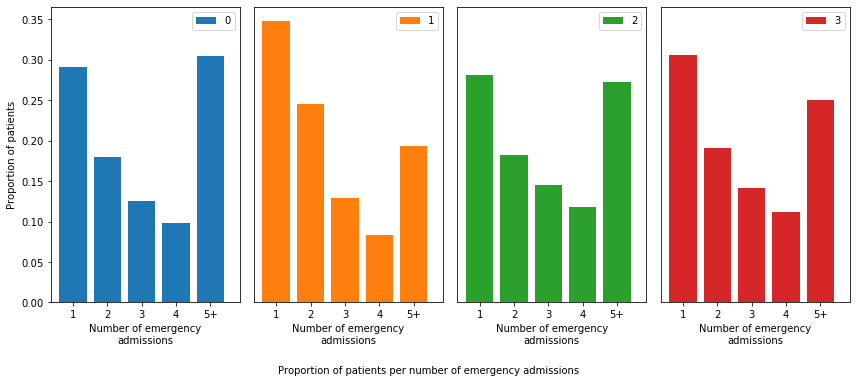 0
1
2
3
0.35
0.30
0.25
0.20
0.15
0.10
0.05
0.00
Proportion of patients
1 2 3 4 5+
1 2 3 4 5+
1 2 3 4 5+
1 2 3 4 5+
Number of emergency
admissions
Number of emergency
admissions
Number of emergency
admissions
Number of emergency
admissions
Proportion of patients per number of emergency admissions